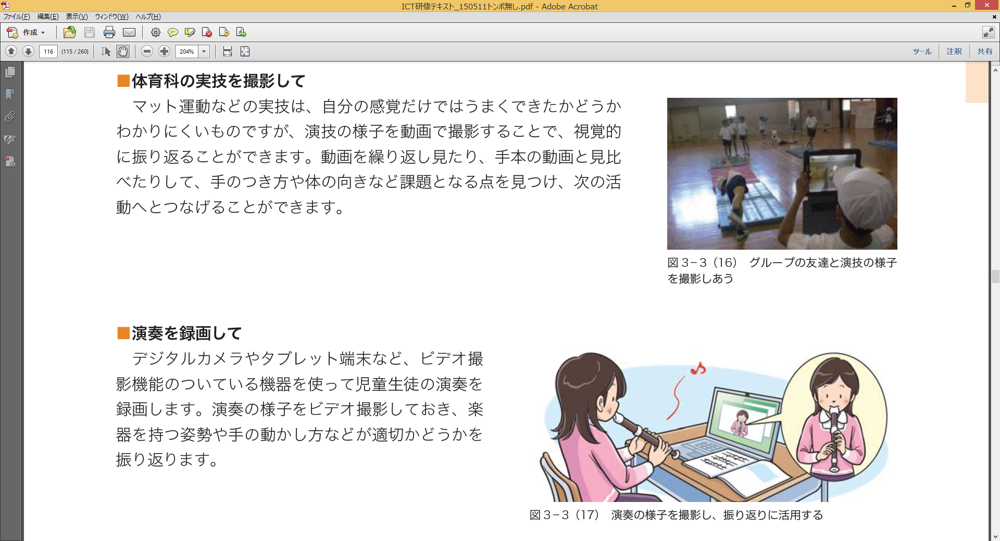 ICT研修テキスト_150511トンボ無し.pdf - Adobe Acrobat
ファイル(F) 編集(E) 表示(V) ウィンドウ(W) ヘルプ(H)
作成
116 (115 / 260) 204% ツール 注釈 共有
■体育科の実技を撮影して
マット運動などの実技は、自分の感覚だけではうまくできたかどうか
わかりにくいものですが、演技の様子を動画で撮影することで、視覚的
に振り返ることができます。動画を繰り返し見たり、手本の動画と見比
べたりして、手のつき方や体の向きなど課題となる点を見つけ、次の活
動へとつなげることができます。
図3−3（16） グループの友達と演技の様子
を撮影しあう
■演奏を録画して
デジタルカメラやタブレット端末など、ビデオ撮
影機能のついている機器を使って児童生徒の演奏を
録画します。演奏の様子をビデオ撮影しておき、楽
器を持つ姿勢や手の動かし方などが適切かどうかを
振り返ります。
図3−3（17） 演奏の様子を撮影し、振り返りに活用する